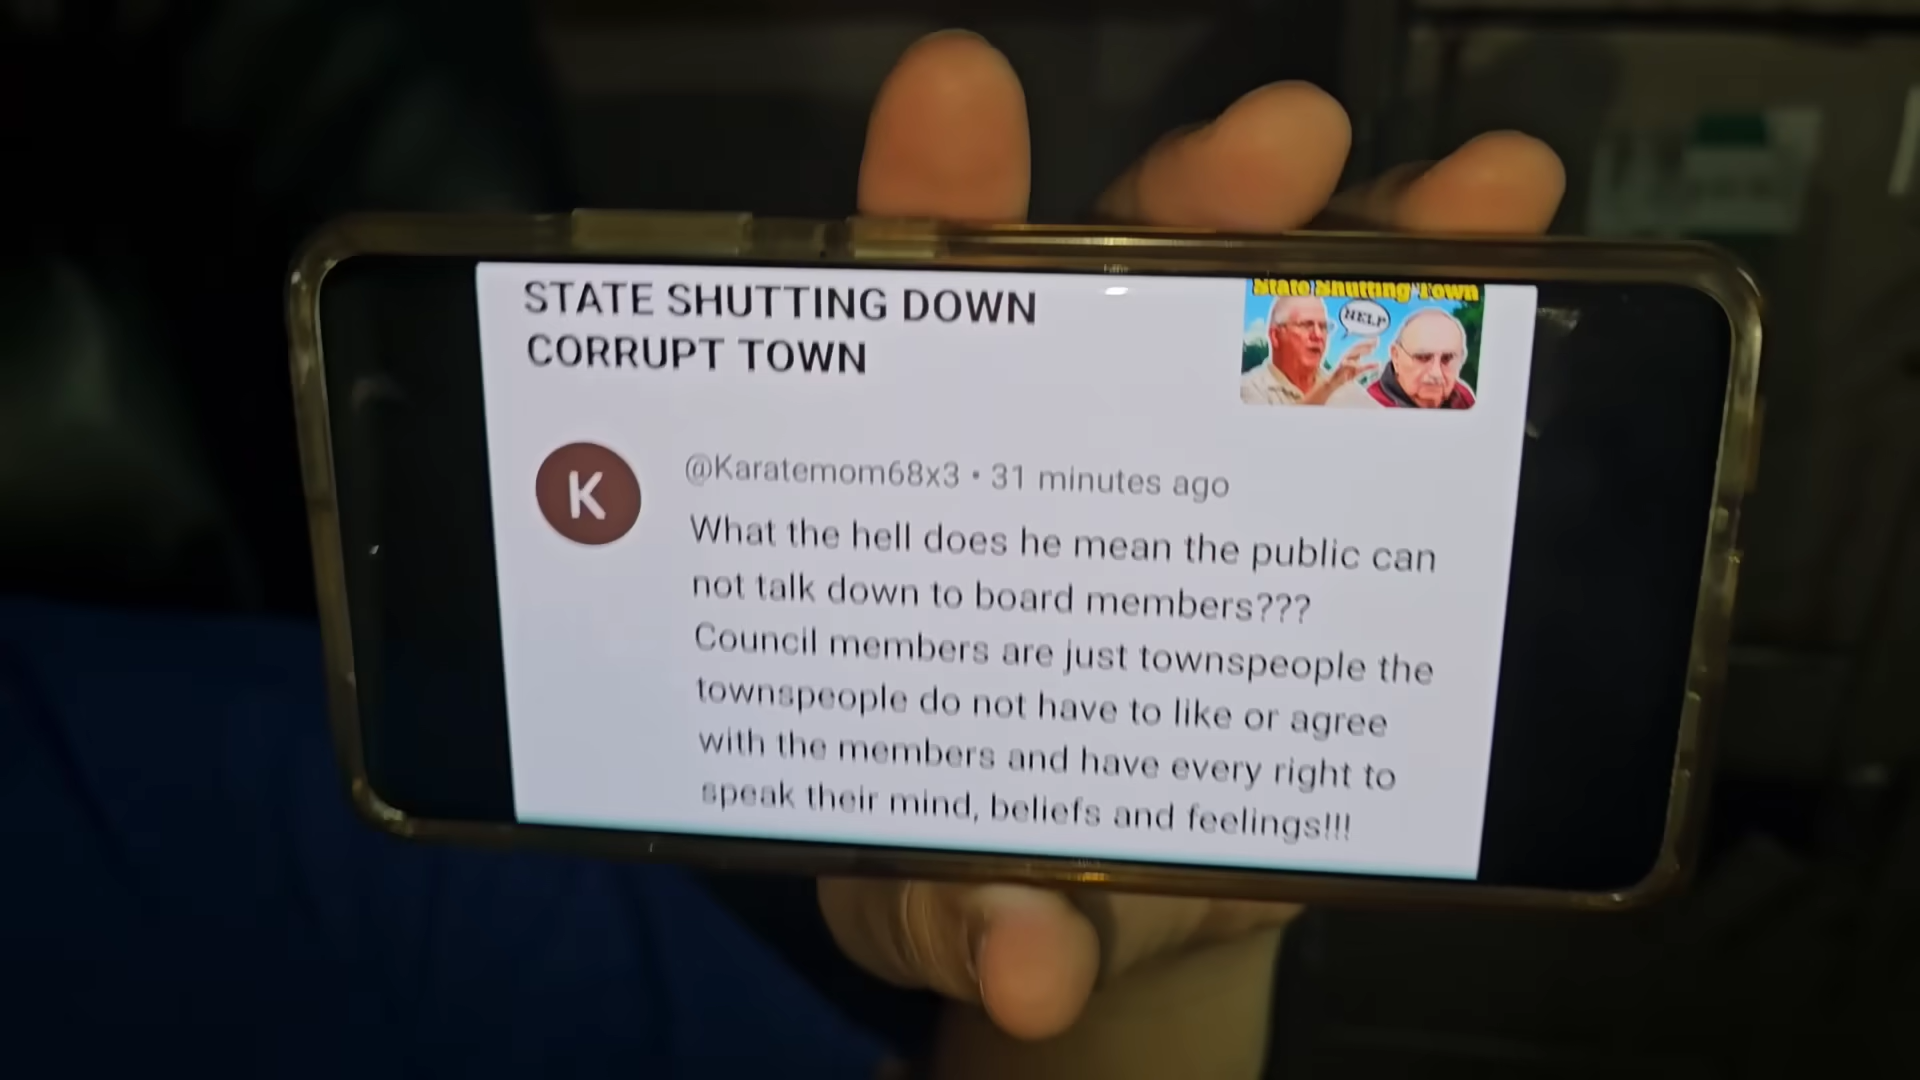 STATE SHUTTING DOWN
CORRUPT TOWN
State Shutting Town
HELP
K
@Karatemom68x3 • 31 minutes ago
What the hell does he mean the public can
not talk down to board members???
Council members are just townspeople the
townspeople do not have to like or agree
with the members and have every right to
speak their mind, beliefs and feelings!!!